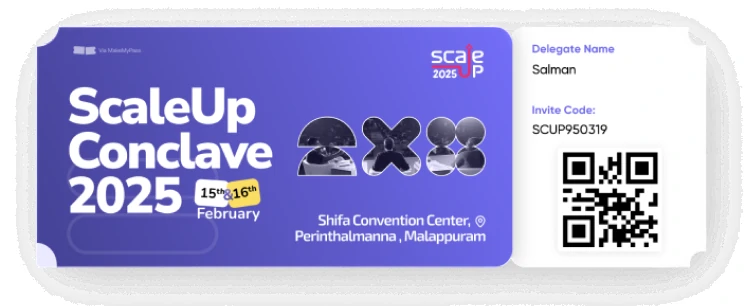 Via MakeMyPass
scale
2025 UP
ScaleUp
Conclave
2025
15th&16th
February
Shifa Convention Center,
Perinthalmanna , Malappuram
Delegate Name
Salman
Invite Code:
SCUP950319